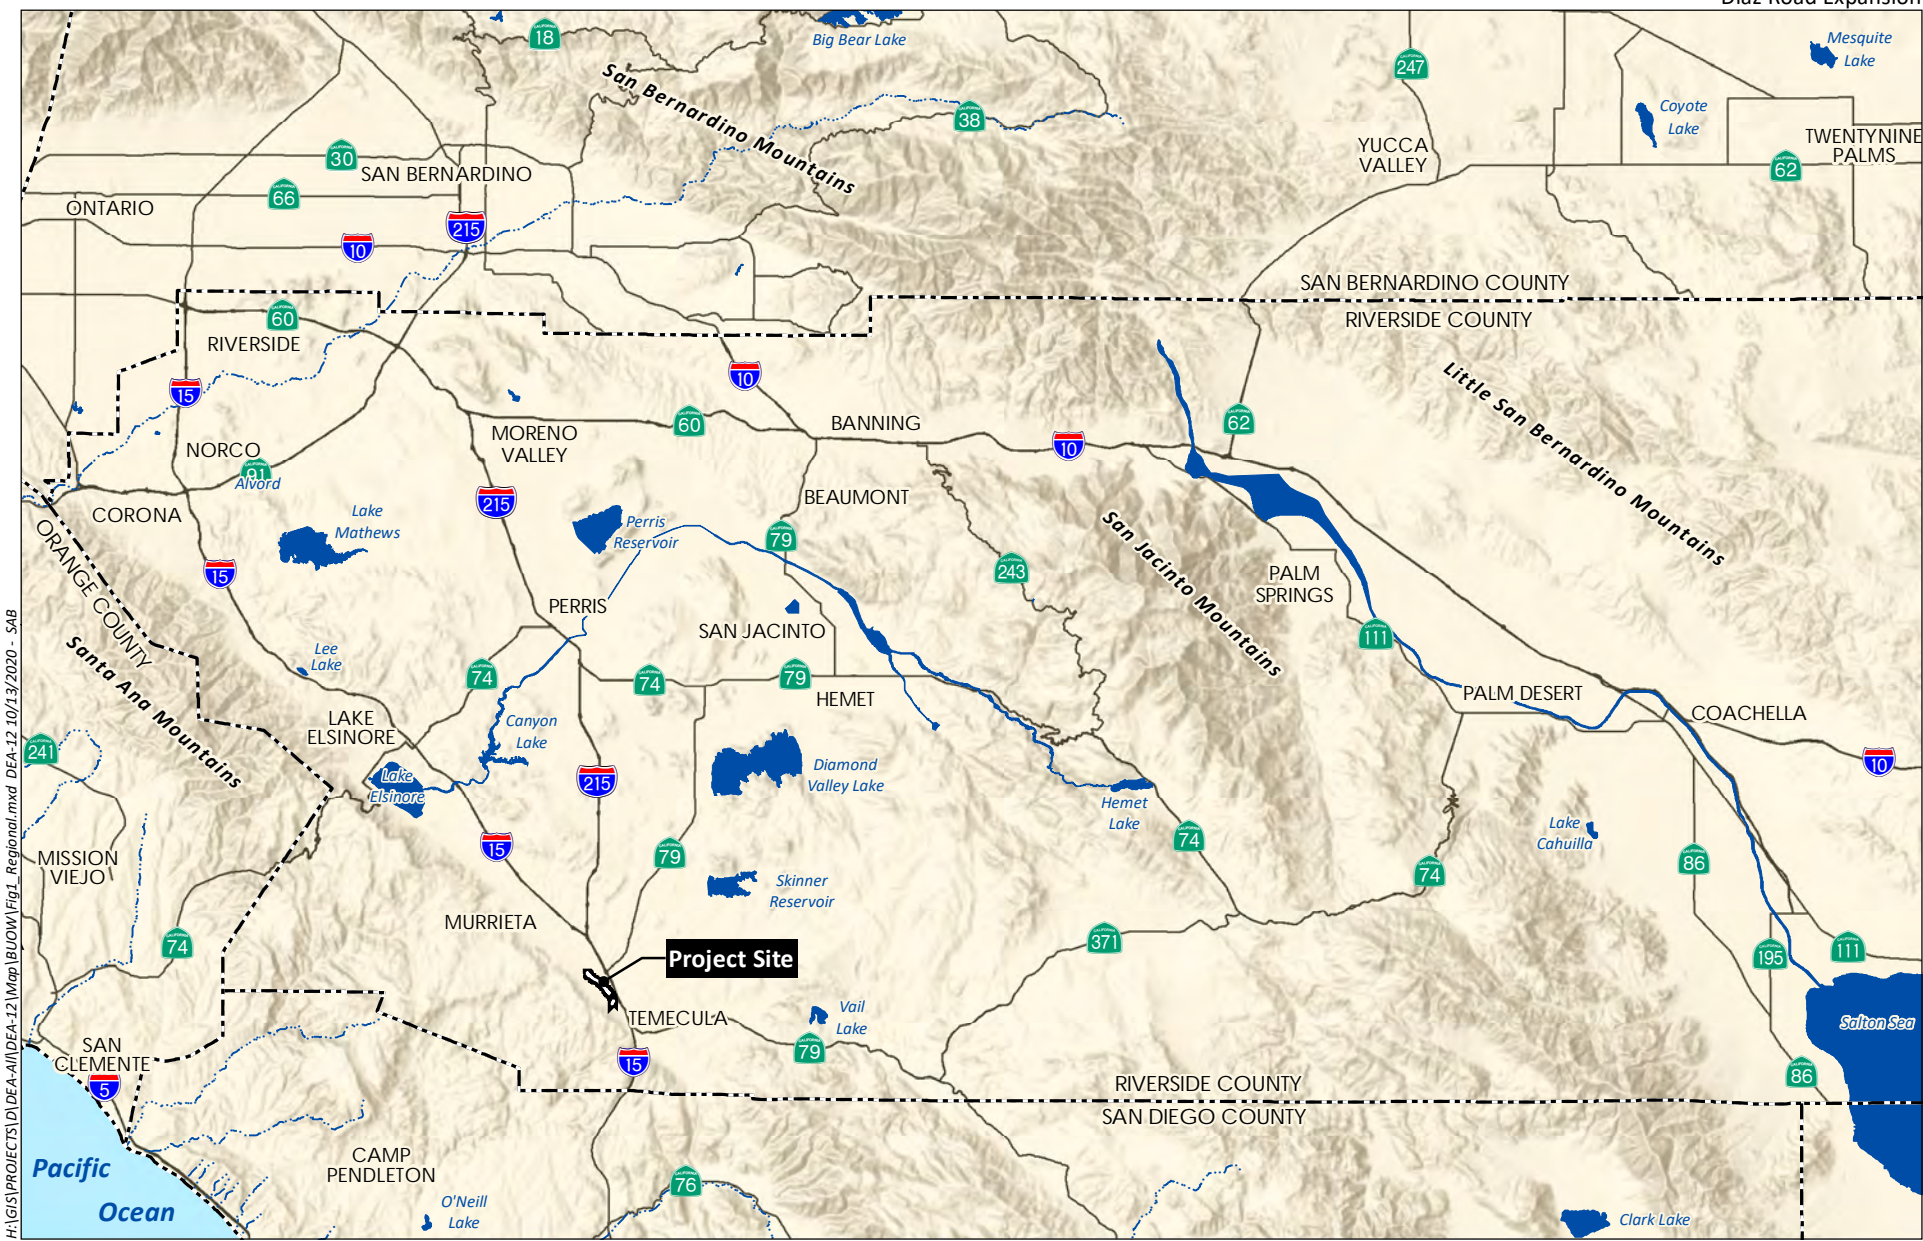 Diaz Road Expansion
18
Big Bear Lake
Mesquite
Lake
247
San Bernardino Mountains
38
Coyote
Lake
30
SAN BERNARDINO
YUCCA
VALLEY
TWENTYNINE
PALMS
62
66
ONTARIO
215
10
SAN BERNARDINO COUNTY
RIVERSIDE COUNTY
60
RIVERSIDE
10
15
Little San Bernardino Mountains
60
BANNING
62
MORENO
VALLEY
10
NORCO
91
Alvord
215
BEAUMONT
CORONA
Lake
Mathews
Perris
Reservoir
79
San Jacinto Mountains
ORANGE COUNTY
15
243
PALM
SPRINGS
PERRIS
SAN JACINTO
111
Santa Ana Mountains
Lee
Lake
74
74
79
HEMET
PALM DESERT
COACHELLA
LAKE
ELSINORE
Canyon
Lake
241
10
Lake
Elsinore
215
Diamond
Valley Lake
Hemet
Lake
74
Lake
Cahuilla
15
79
86
MISSION
VIEJO
74
Skinner
Reservoir
MURRIETA
74
371
195
111
Project Site
Vail
Lake
TEMECULA
Salton Sea
SAN
CLEMENTE
5
15
79
86
RIVERSIDE COUNTY
SAN DIEGO COUNTY
CAMP
PENDLETON
Pacific
Ocean
76
O'Neill
Lake
Clark Lake
H:\GIS\PROJECTS\D\DEA-All\DEA-12\Map\BUOW\Fig1_Regional.mxd DEA-12 10/13/2020 - SAB